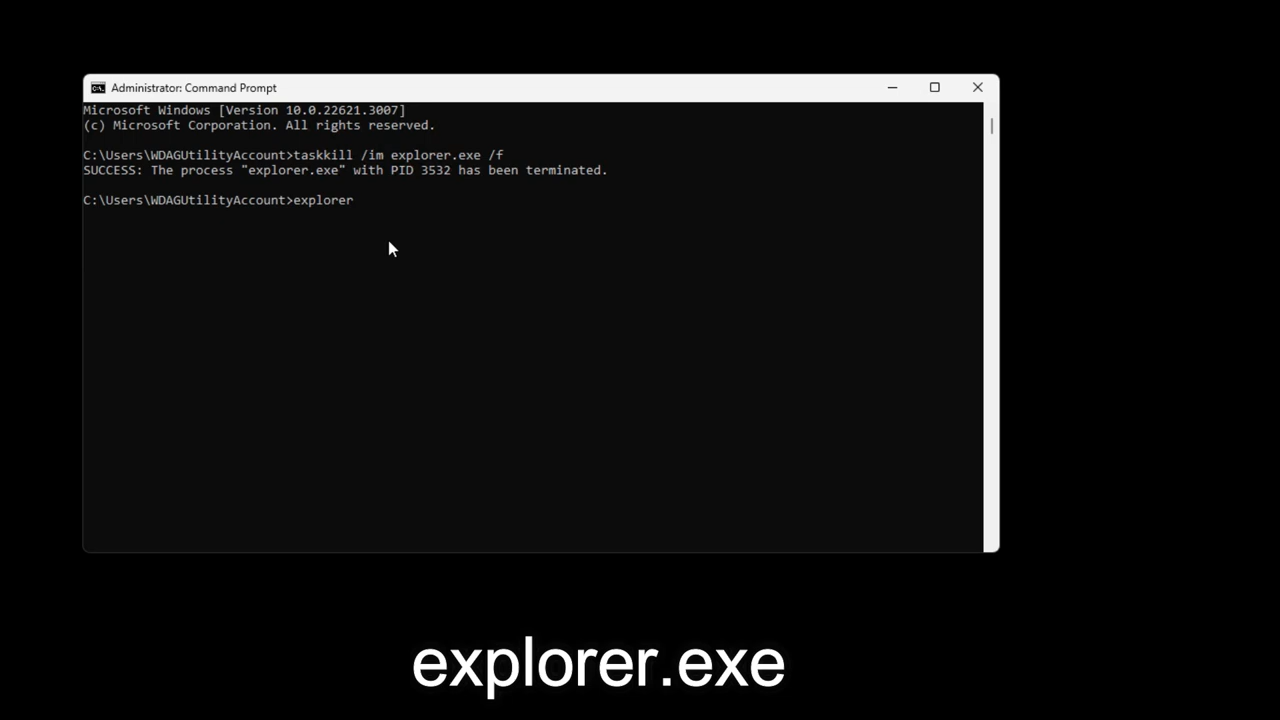 Administrator: Command Prompt
Microsoft Windows [Version 10.0.22621.3007]
(c) Microsoft Corporation. All rights reserved.
C:\Users\WDAGUtilityAccount>taskkill /im explorer.exe /f
SUCCESS: The process "explorer.exe" with PID 3532 has been terminated.
C:\Users\WDAGUtilityAccount>explorer
explorer.exe